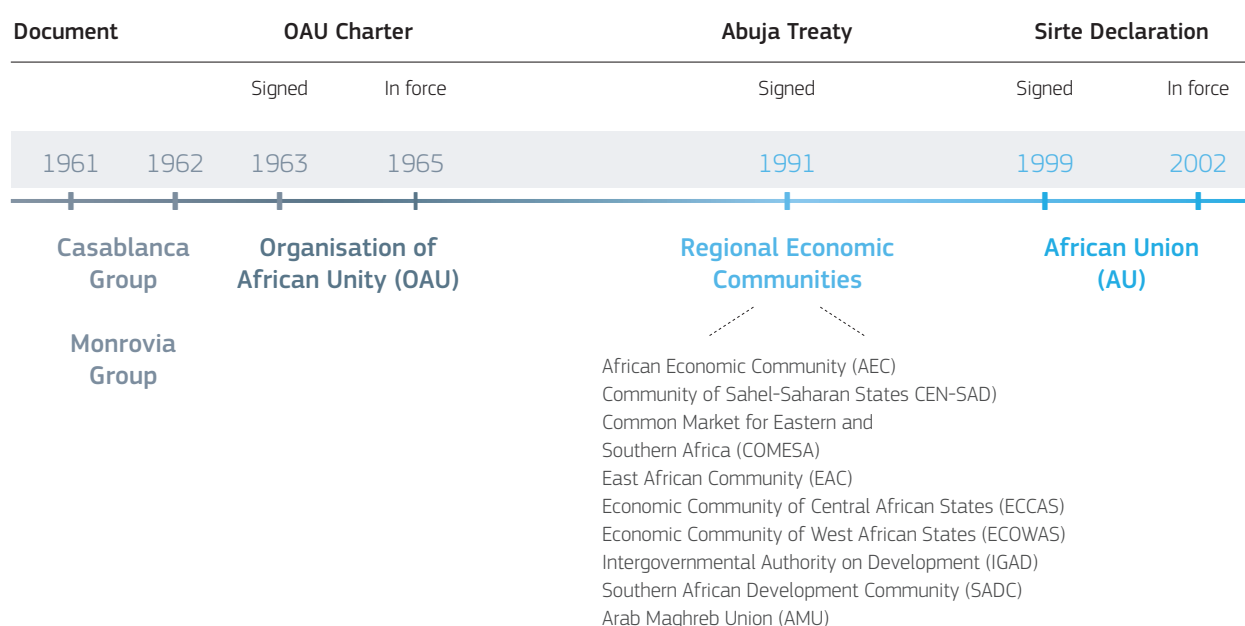 Document OAU Charter Abuja Treaty Sirte Declaration
Signed In force Signed Signed In force
1961 1962 1963 1965 1991 1999 2002
Casablanca
Group
Organisation of
African Unity (OAU)
Regional Economic
Communities
African Union
(AU)
Monrovia
Group
African Economic Community (AEC)
Community of Sahel-Saharan States CEN-SAD)
Common Market for Eastern and
Southern Africa (COMESA)
East African Community (EAC)
Economic Community of Central African States (ECCAS)
Economic Community of West African States (ECOWAS)
Intergovernmental Authority on Development (IGAD)
Southern African Development Community (SADC)
Arab Maghreb Union (AMU)